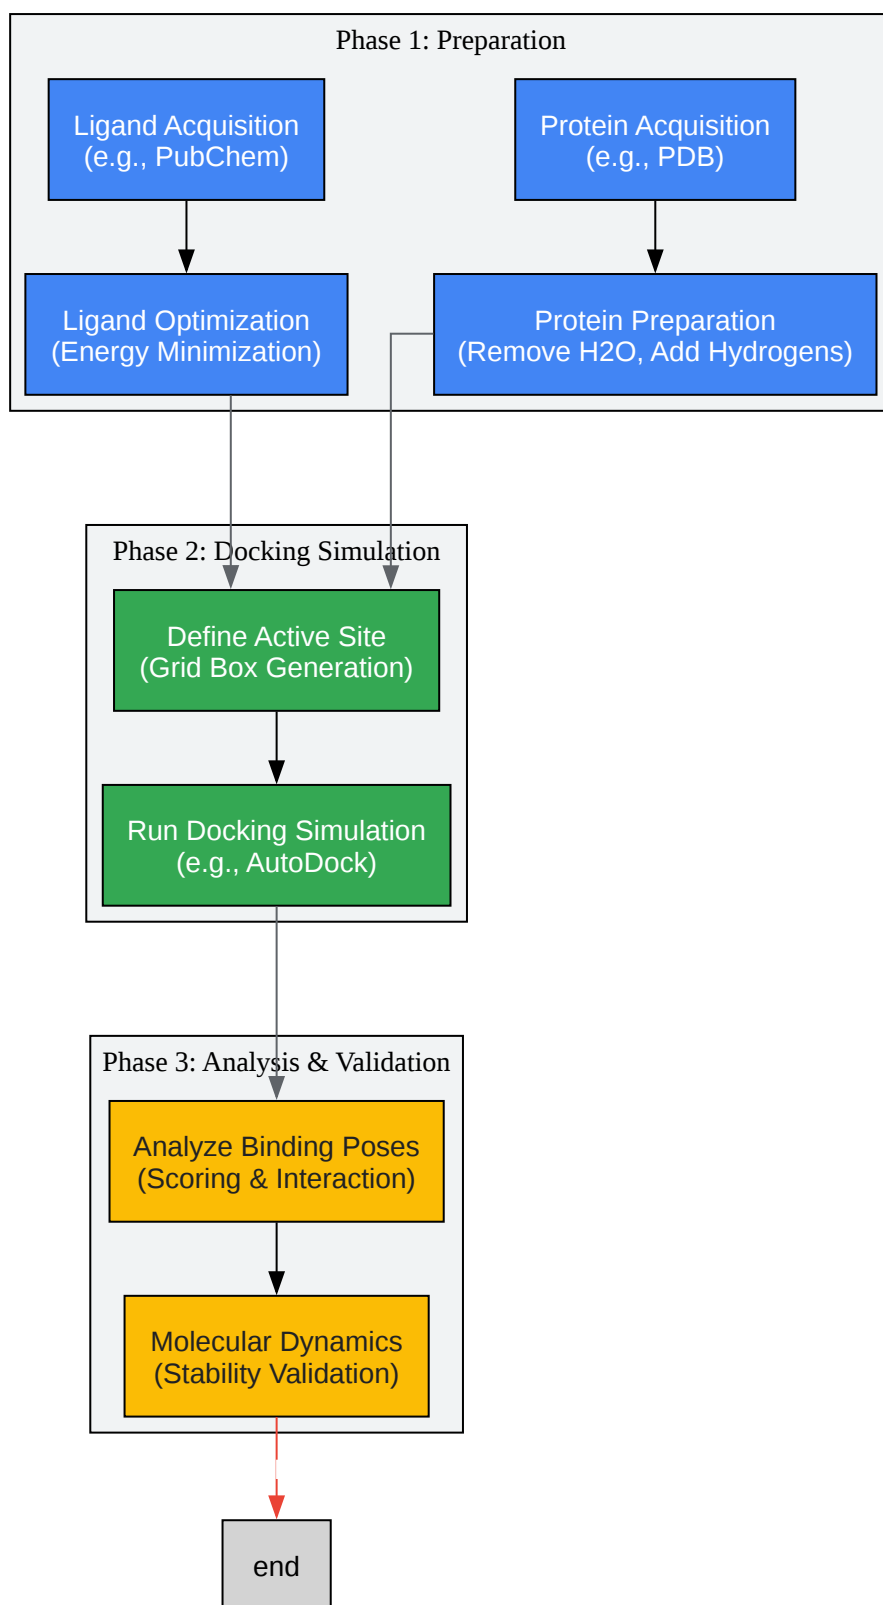 Phase 1: Preparation
Ligand Acquisition
(e.g., PubChem)
Protein Acquisition
(e.g., PDB)
Ligand Optimization
(Energy Minimization)
Protein Preparation
(Remove H2O, Add Hydrogens)
Phase 2: Docking Simulation
Define Active Site
(Grid Box Generation)
Run Docking Simulation
(e.g., AutoDock)
Phase 3: Analysis & Validation
Analyze Binding Poses
(Scoring & Interaction)
Molecular Dynamics
(Stability Validation)
end